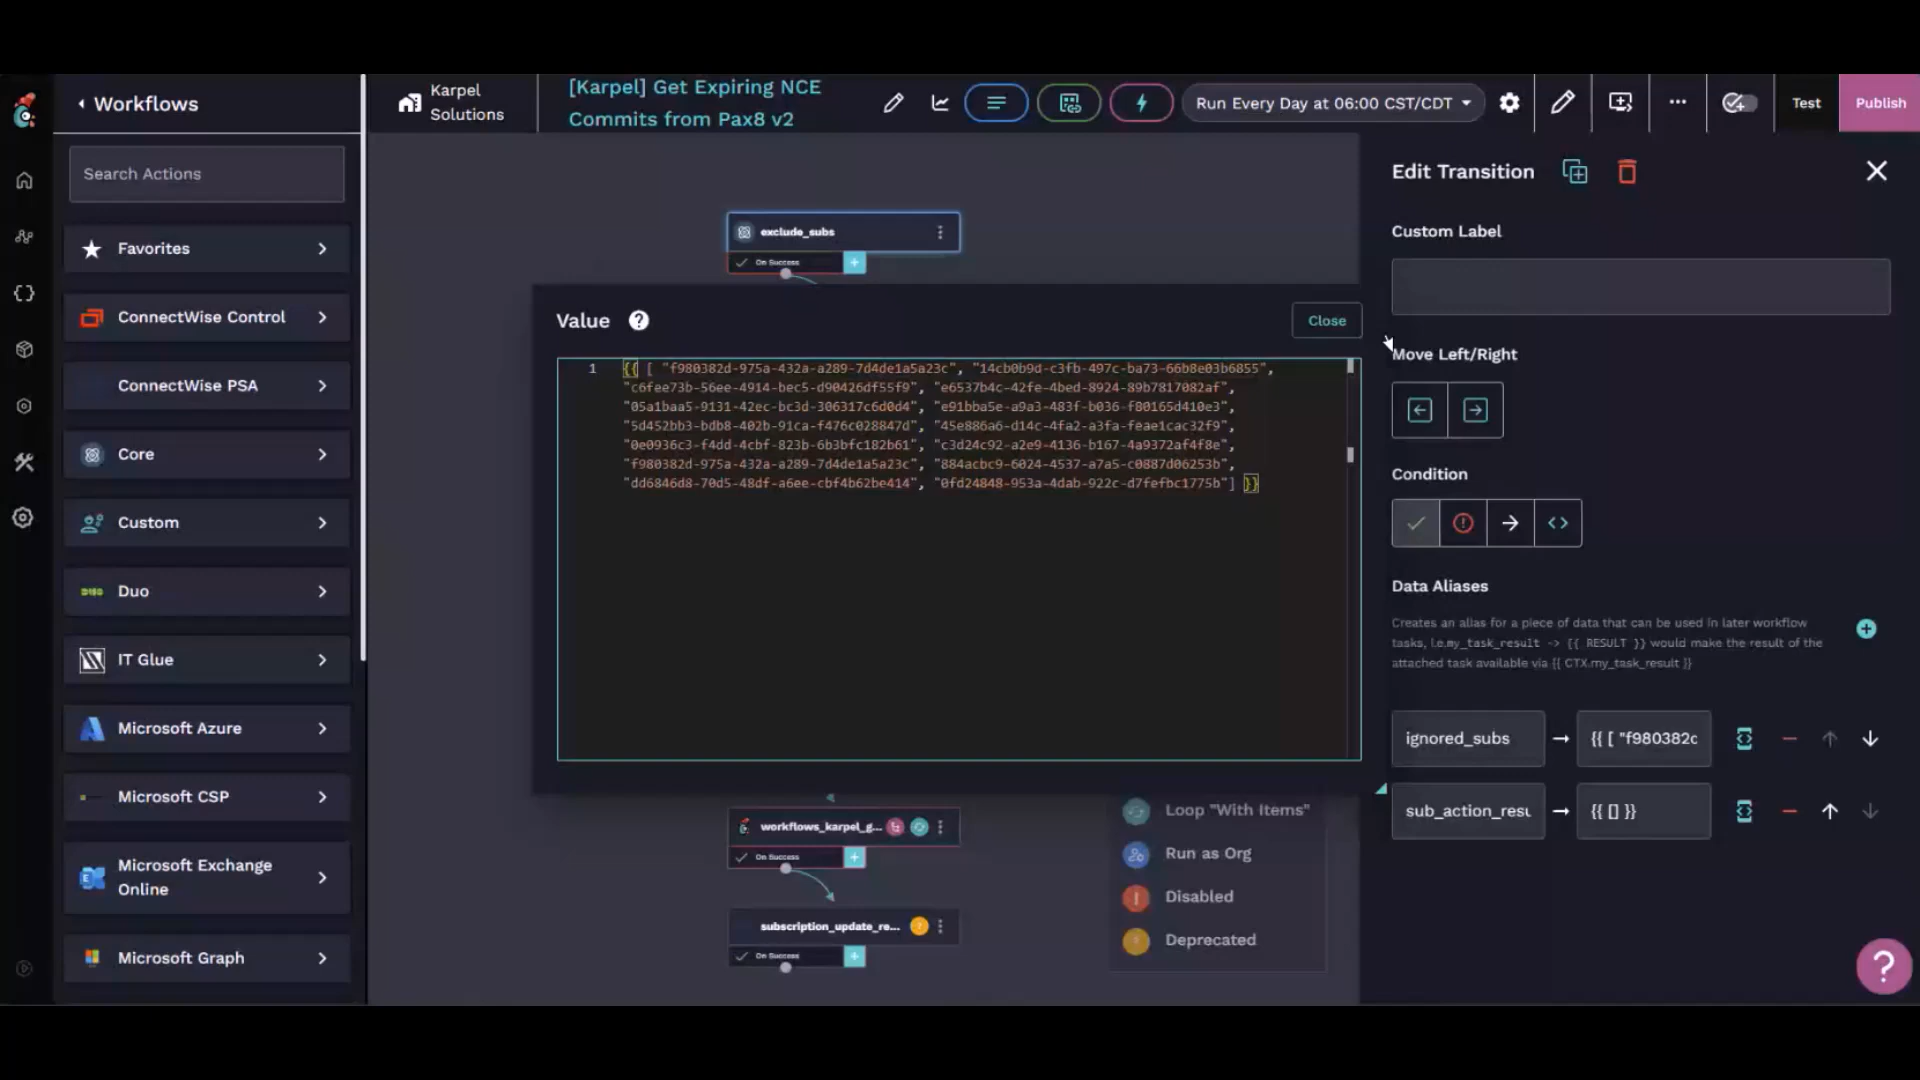 Workflows
Karpel
Solutions
[Karpel] Get Expiring NCE
Commits from Pax8 v2
Run Every Day at 06:00 CST/CDT
Test
Publish
Search Actions
Favorites
ConnectWise Control
ConnectWise PSA
Core
Custom
Duo
IT Glue
Microsoft Azure
Microsoft CSP
Microsoft Exchange
Online
Microsoft Graph
exclude_subs
On Success
Value
Close
1
{{ [ "f980382d-975a-432a-a289-7d4de1a5a23c", "14cb0b9d-c3fb-497c-ba73-66b8e03b6855",
"c6fee73b-56ee-4914-bec5-d90426df55f9", "e6537b4c-42fe-4bed-8924-89b7817082af",
"05a1baa5-9131-42ec-bc3d-306317c6d0d4", "e91bba5e-a9a3-483f-b036-f80165d410e3",
"5d452bb3-bdb8-402b-91ca-f476c028847d", "45e886a6-d14c-4fa2-a3fa-feae1cac32f9",
"0e0936c3-f4dd-4cbf-823b-6b3bfc182b61", "c3d24c92-a2e9-4136-b167-4a9372af4f8e",
"f980382d-975a-432a-a289-7d4de1a5a23c", "884acbc9-6024-4537-a7a5-c0887d06253b",
"dd6846d8-70d5-48df-a6ee-cbf4b62be414", "0fd24848-953a-4dab-922c-d7fefbc1775b"] }}
workflows_karpel_g...
On Success
subscription_update_re...
On Success
Loop "With Items"
Run as Org
Disabled
Deprecated
Edit Transition
Custom Label
Move Left/Right
Condition
Data Aliases
Creates an alias for a piece of data that can be used in later workflow
tasks, i.e.my_task_result -> {{ RESULT }} would make the result of the
attached task available via {{ CTX.my_task_result }}
ignored_subs
{{ [ "f980382c
sub_action_resu
{{ [] }}